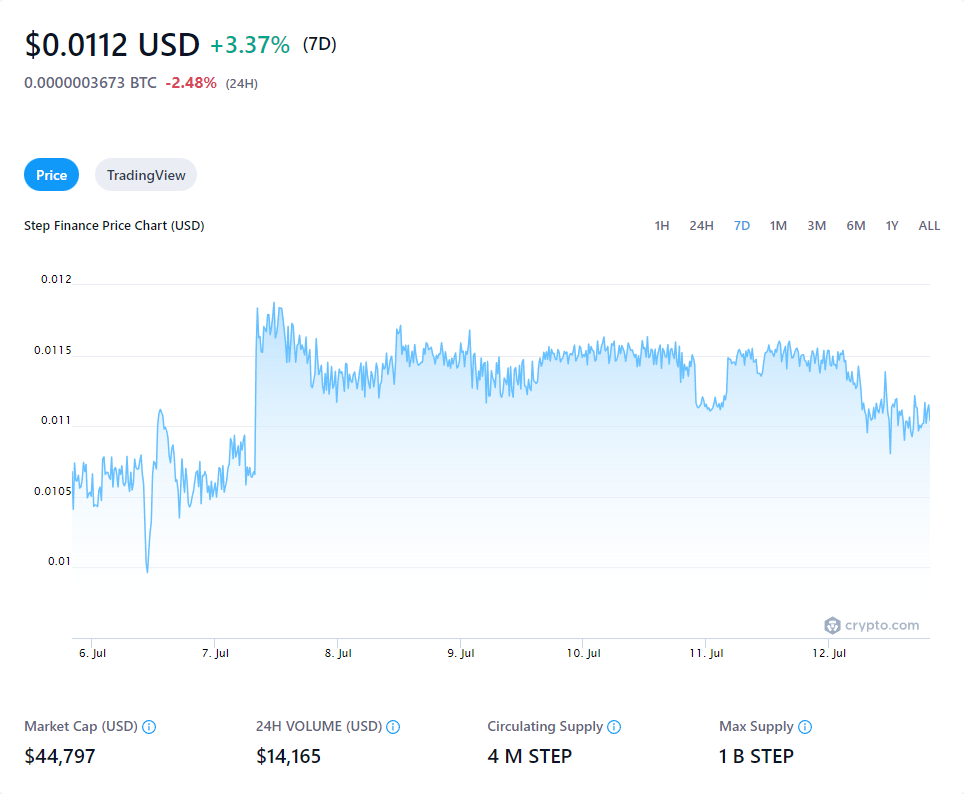 $0.0112 USD +3.37% (7D)
0.0000003673 BTC -2.48% (24H)
Price TradingView
Step Finance Price Chart (USD) 1H 24H 7D 1M 3M 6M 1Y ALL
0.012
0.0115
0.011
0.0105
0.01
crypto.com
6. Jul 7. Jul 8. Jul 9. Jul 10. Jul 11. Jul 12. Jul
Market Cap (USD) 24H VOLUME (USD) Circulating Supply Max Supply
$44,797 $14,165 4 M STEP 1 B STEP